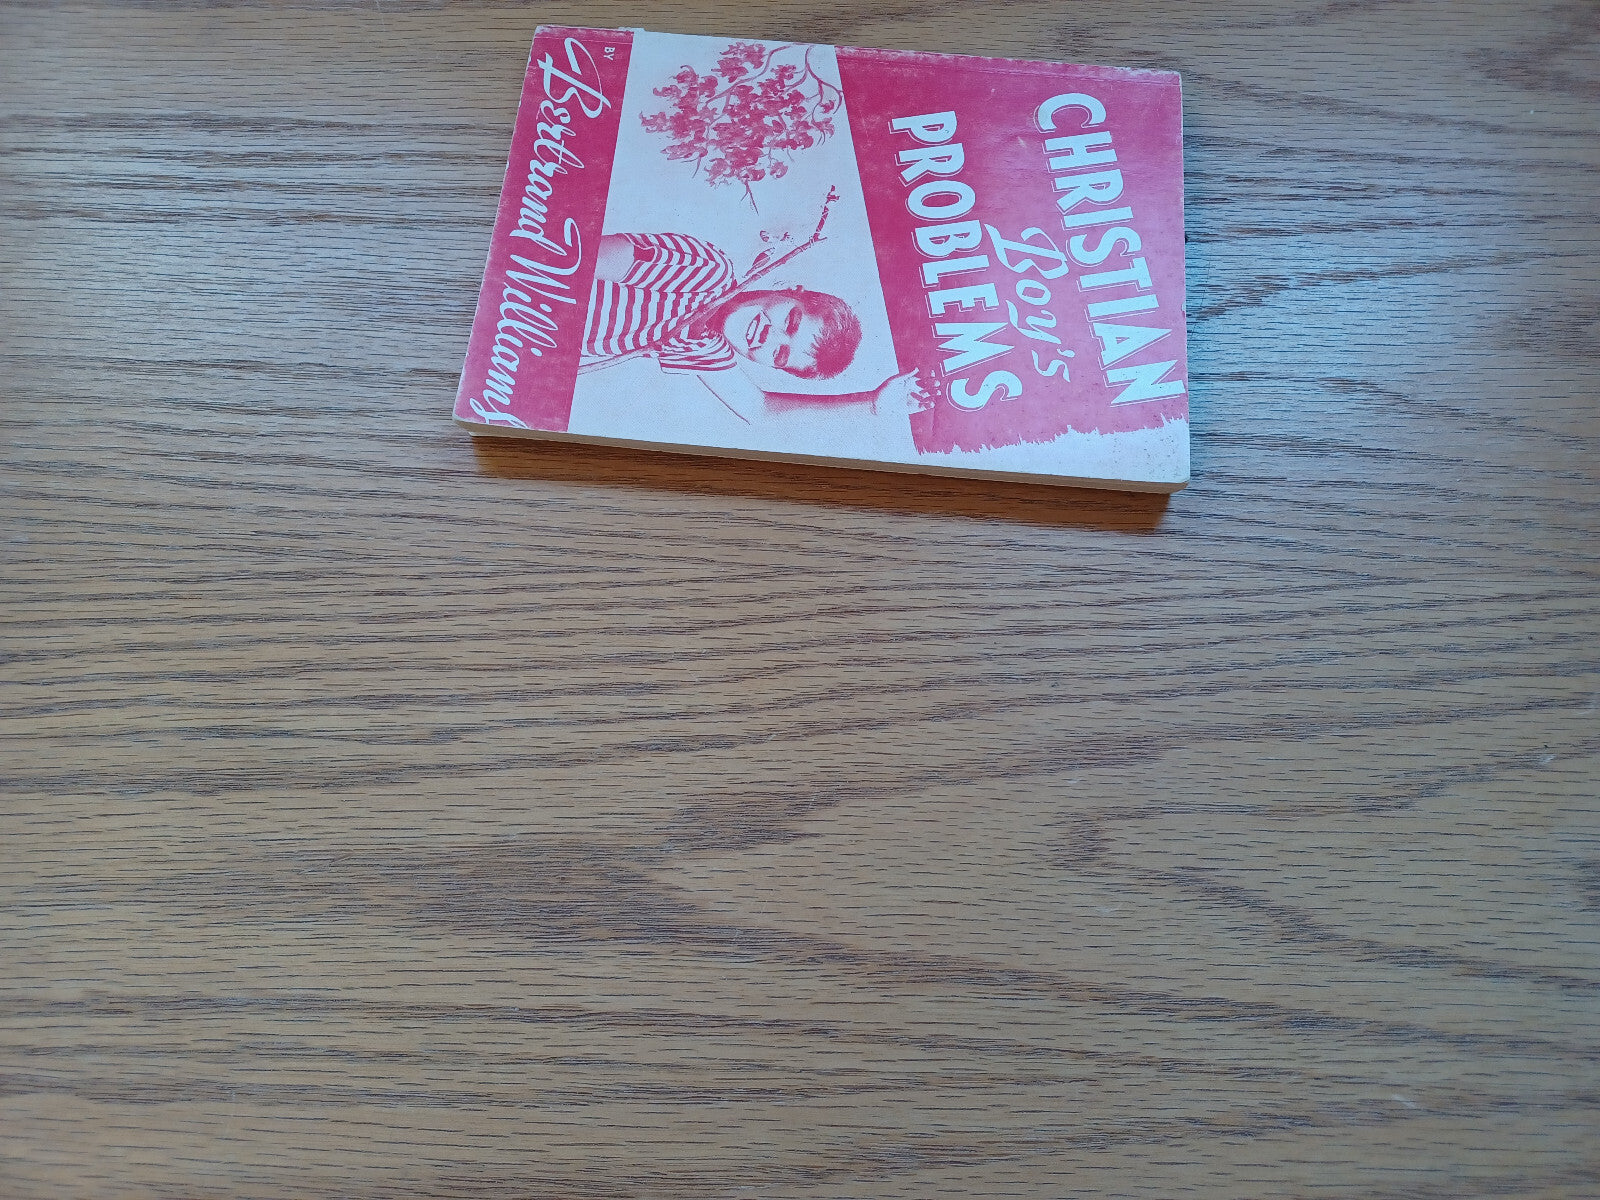 CHRISTIAN
Boy's
PROBLEMS
BY
Bertrand Williams